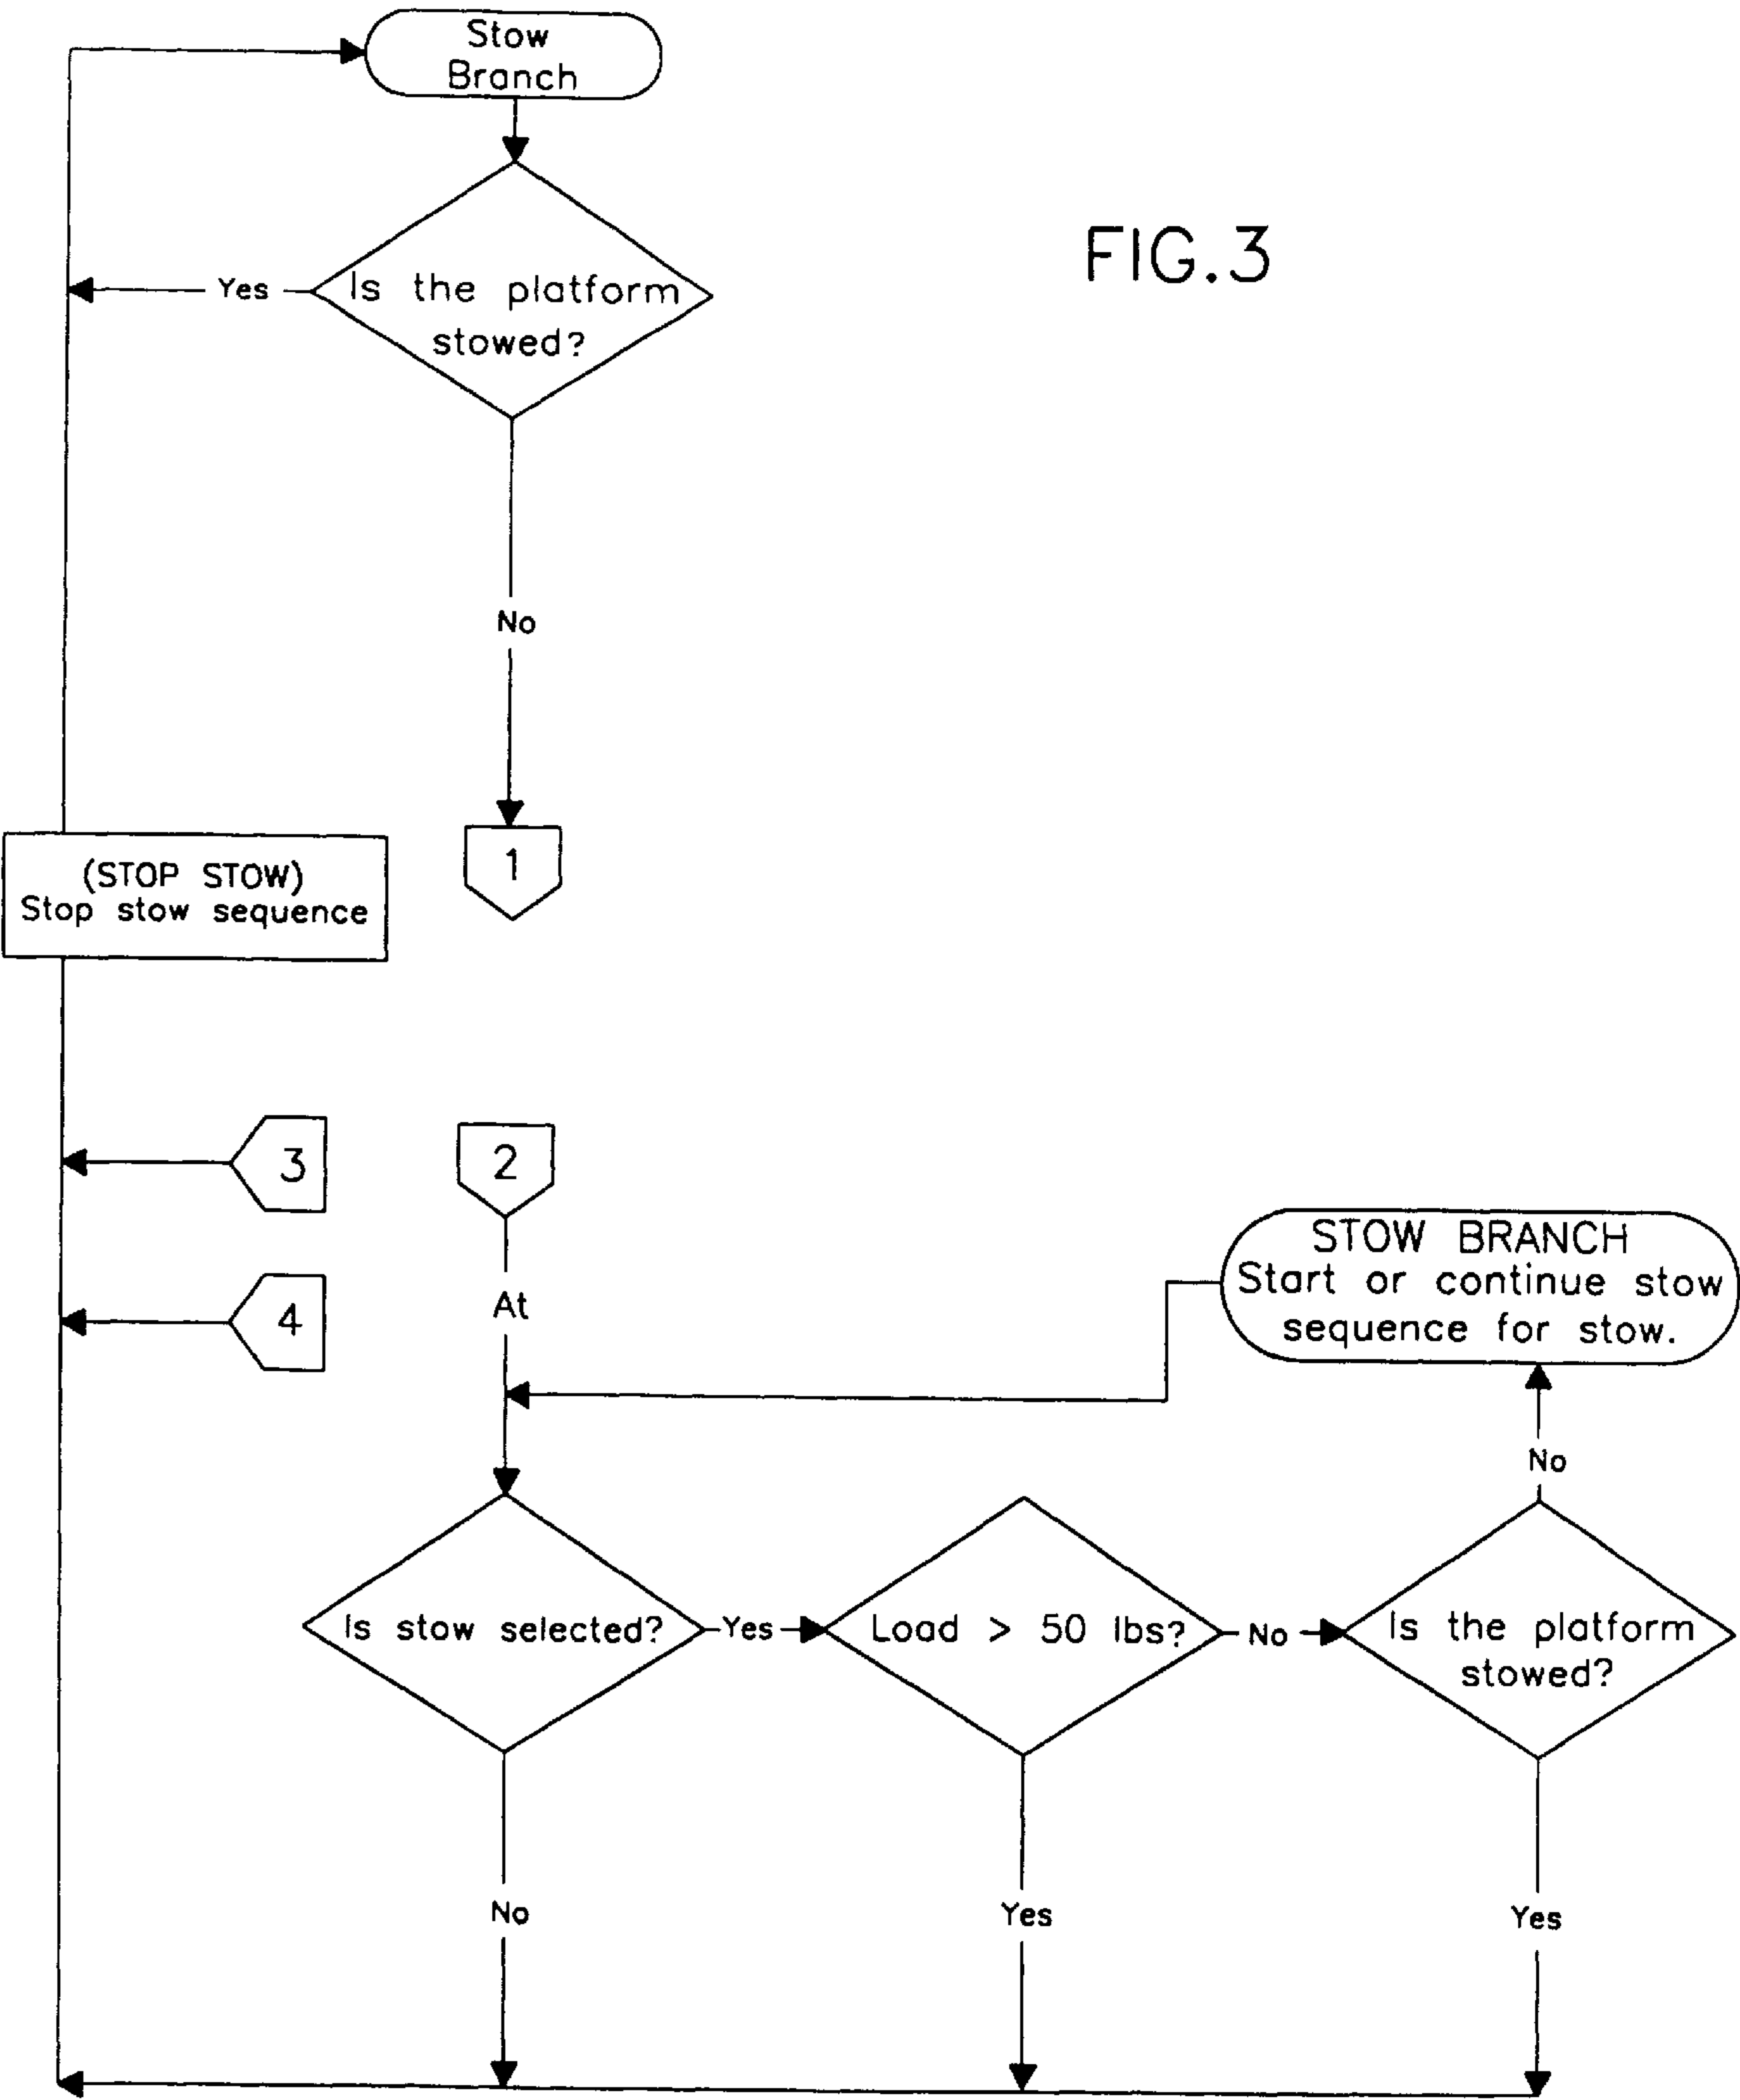 Stow
Branch
FIG.3
Yes
Is the platform
stowed?
No
1
(STOP STOW)
Stop stow sequence
3
2
4
At
STOW BRANCH
Start or continue stow
sequence for stow.
No
Is stow selected?
Yes
Load > 50 lbs?
No
Is the platform
stowed?
No
Yes
Yes